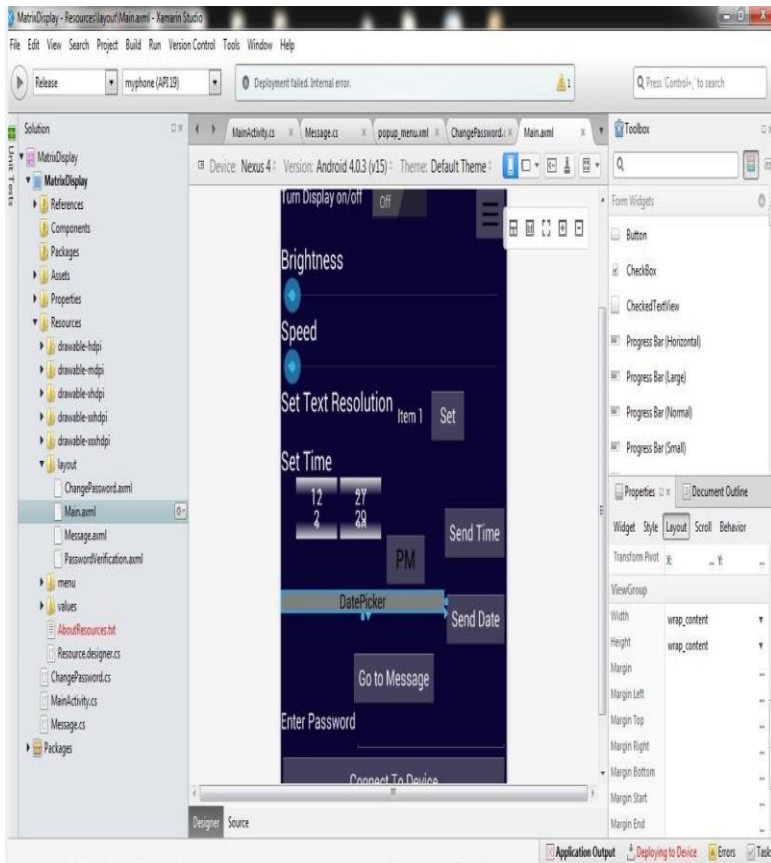 MatrixDisplay - Resources\layout\Main.axml - Xamarin Studio
File Edit View Search Project Build Run Version Control Tools Window Help
Release myphone (API 19) Deployment failed. Internal error. 1 Press 'Control+,' to search
Unit Tests
Solution
MatrixDisplay
MatrixDisplay
References
Components
Packages
Assets
Properties
Resources
drawable-hdpi
drawable-mdpi
drawable-xhdpi
drawable-xxhdpi
drawable-xxxhdpi
layout
ChangePassword.axml
Main.axml
Message.axml
PasswordVerification.axml
menu
values
AboutResources.txt
Resource.designer.cs
ChangePassword.cs
MainActivity.cs
Message.cs
Packages
MainActivity.cs Message.cs popup_menu.xml ChangePassword.c Main.axml
Device: Nexus 4 Version: Android 4.0.3 (v15) Theme: Default Theme
Turn Display on/off Off
Brightness
Speed
Set Text Resolution Item 1 Set
Set Time
12 27
2 29
Send Time
PM
DatePicker
Send Date
Go to Message
Enter Password
Connect To Device
Designer Source
Toolbox
Form Widgets
Button
CheckBox
CheckedTextView
Progress Bar (Horizontal)
Progress Bar (Large)
Progress Bar (Normal)
Progress Bar (Small)
Properties Document Outline
Widget Style Layout Scroll Behavior
Transform Pivot X: ... Y: ...
ViewGroup
Width wrap_content
Height wrap_content
Margin ...
Margin Left ...
Margin Top ...
Margin Right ...
Margin Bottom ...
Margin Start ...
Margin End ...
Application Output Deploying to Device Errors Task